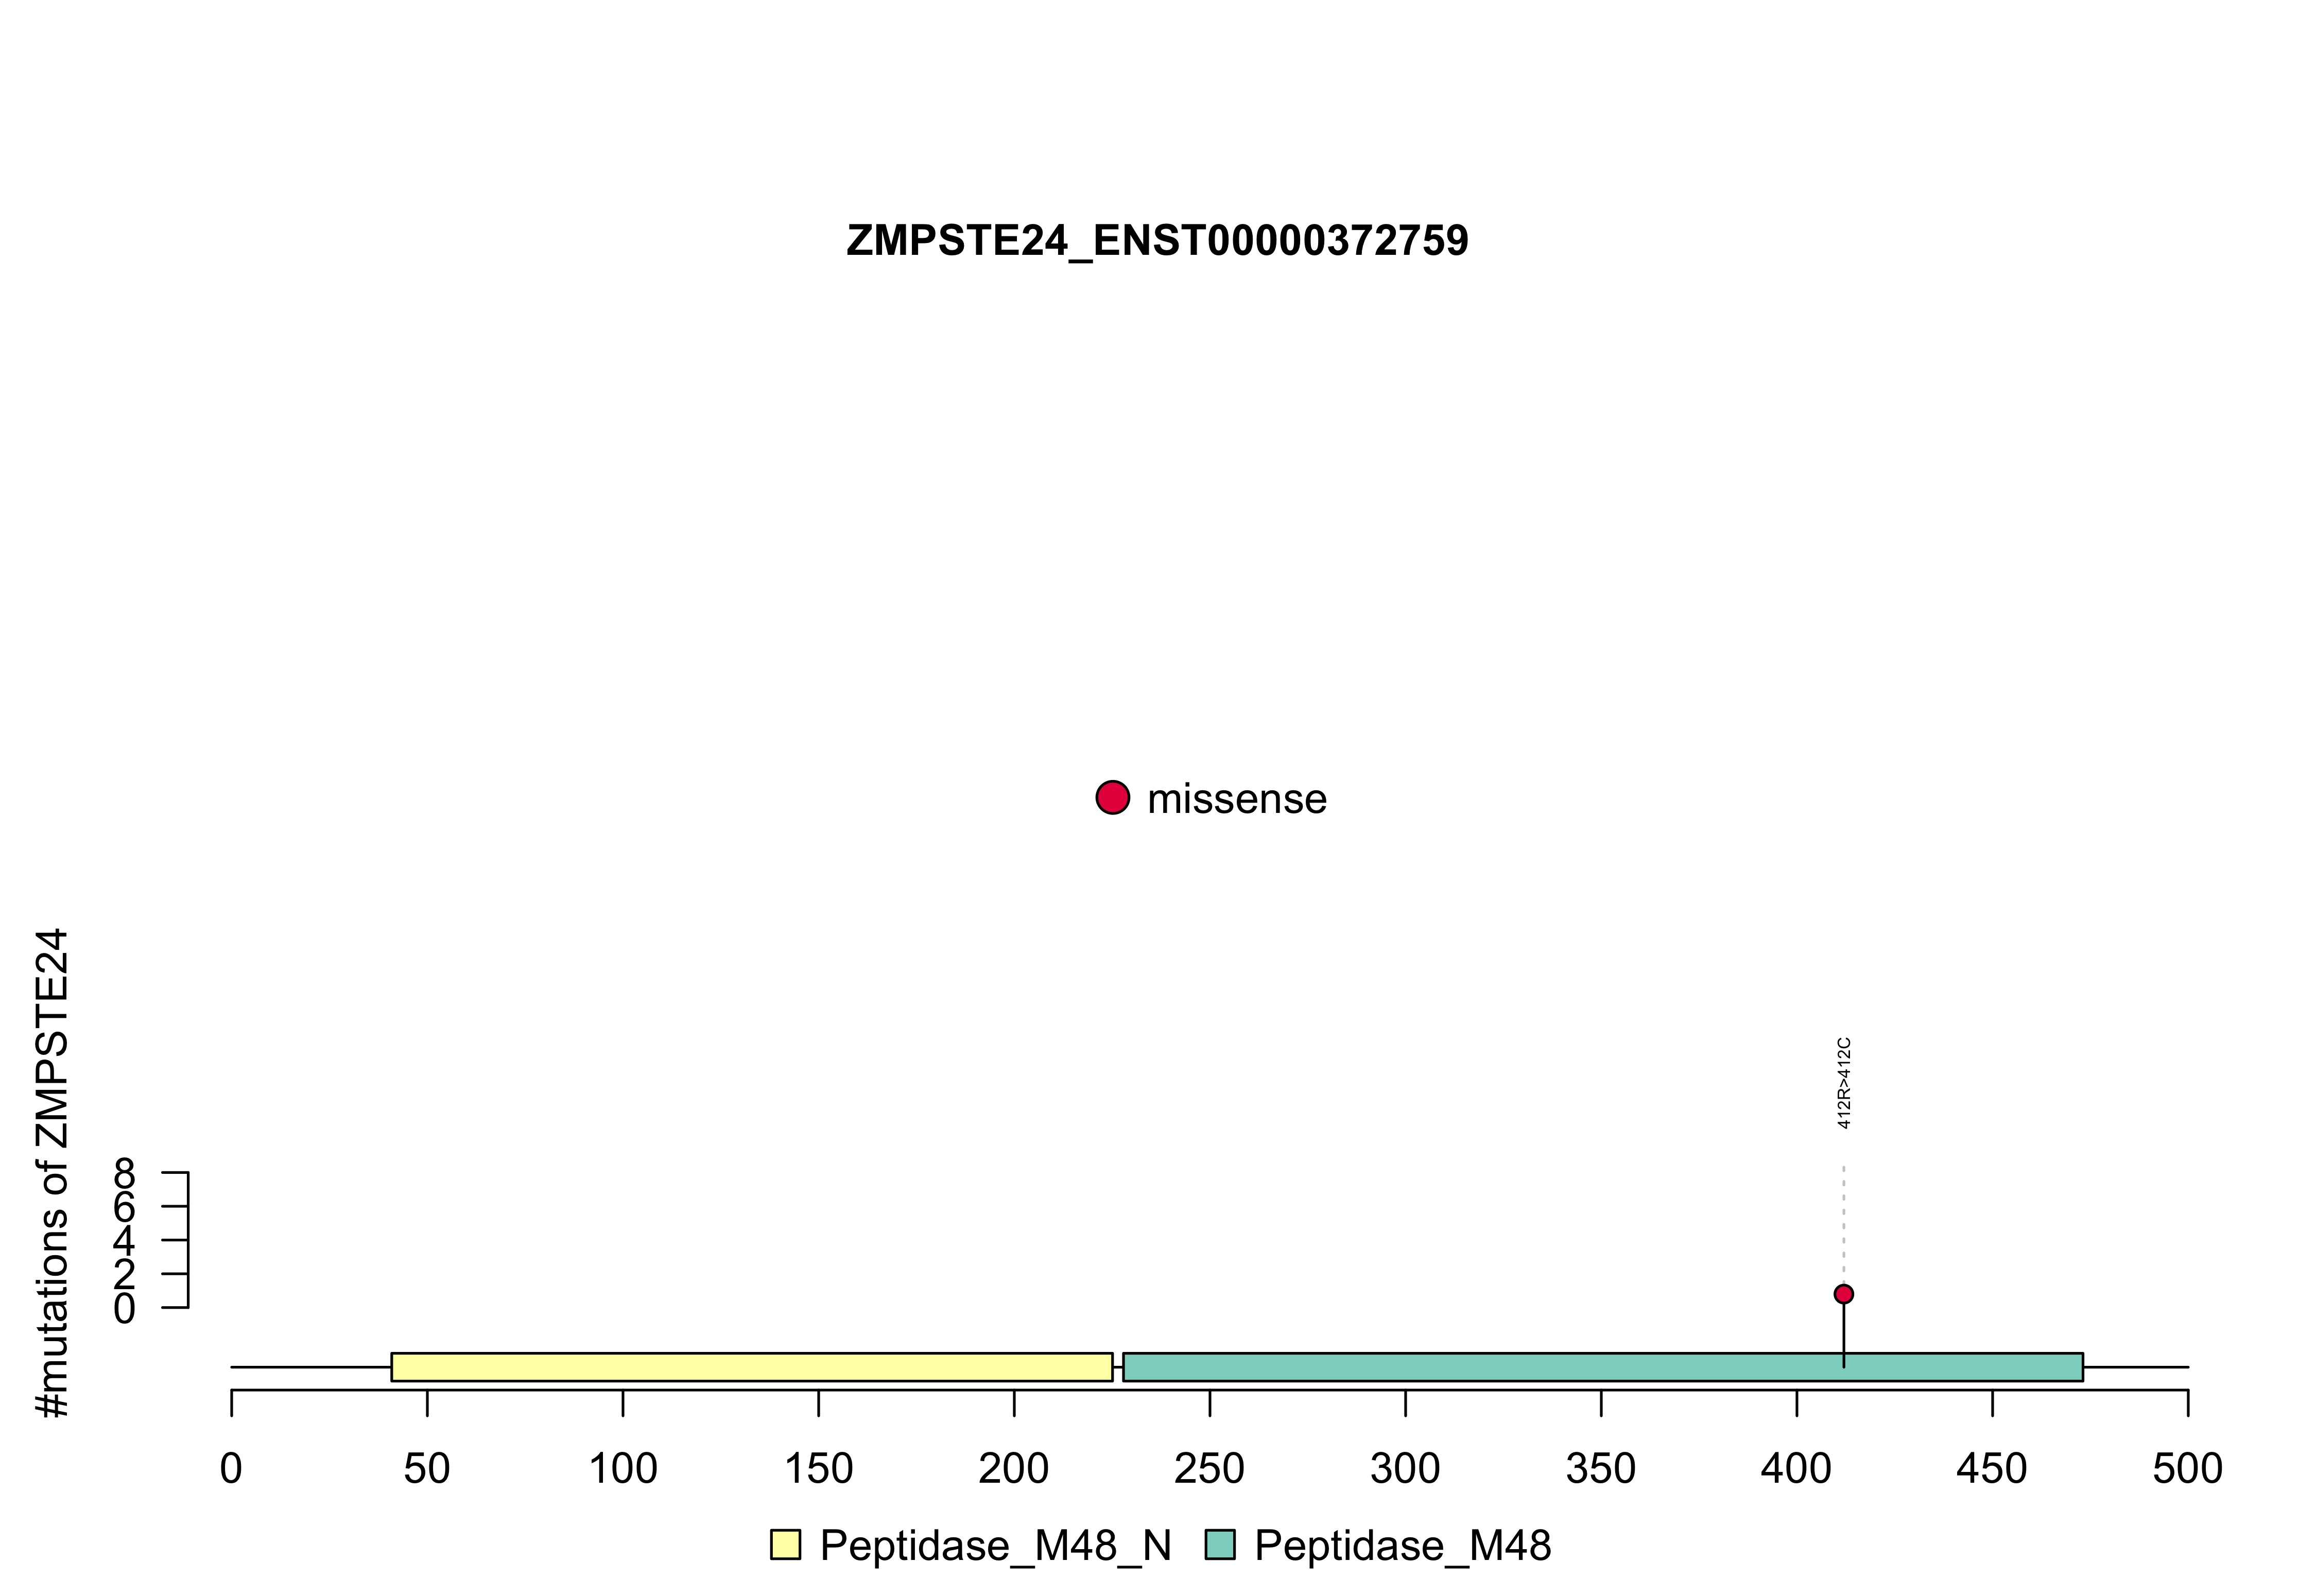 ZMPSTE24_ENST00000372759
missense
#mutations of ZMPSTE24
412R>412C
8
6
4
2
0
0 50 100 150 200 250 300 350 400 450 500
Peptidase_M48_N Peptidase_M48